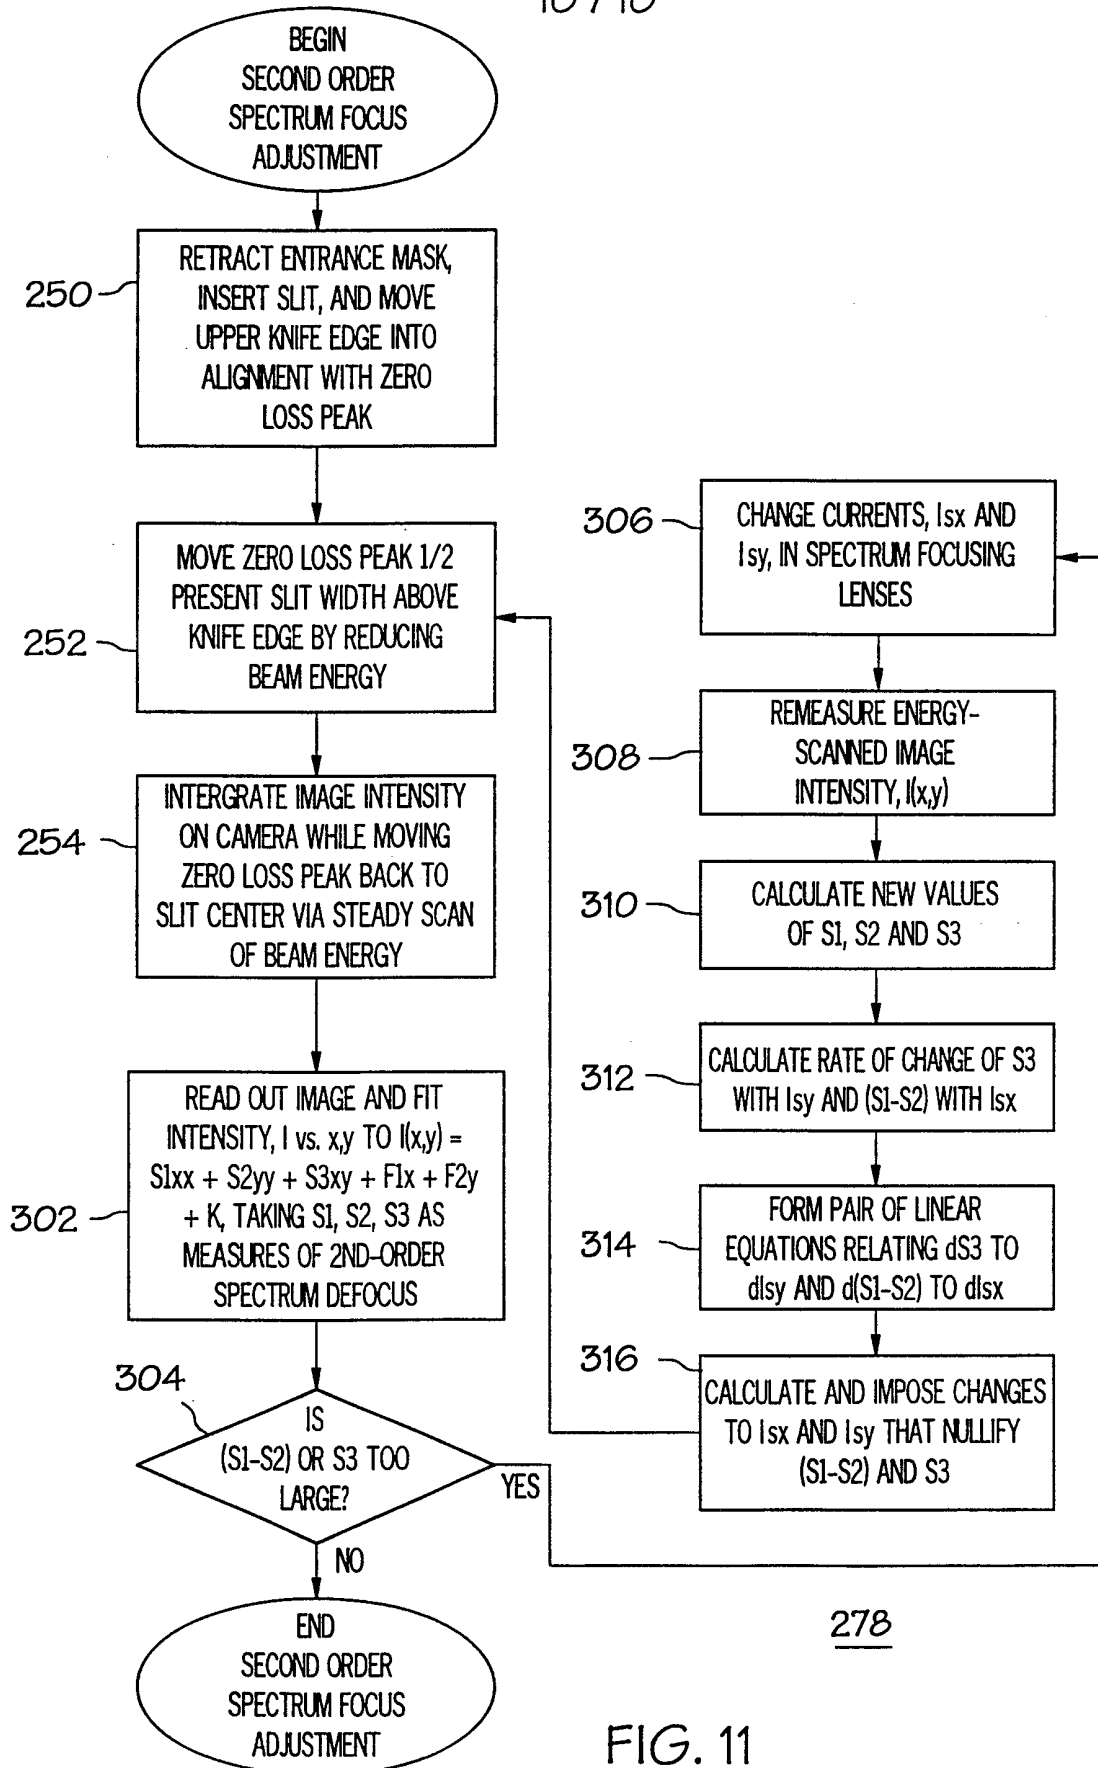 10/10
BEGIN
SECOND ORDER
SPECTRUM FOCUS
ADJUSTMENT
250
RETRACT ENTRANCE MASK,
INSERT SLIT, AND MOVE
UPPER KNIFE EDGE INTO
ALIGNMENT WITH ZERO
LOSS PEAK
252
MOVE ZERO LOSS PEAK 1/2
PRESENT SLIT WIDTH ABOVE
KNIFE EDGE BY REDUCING
BEAM ENERGY
254
INTERGRATE IMAGE INTENSITY
ON CAMERA WHILE MOVING
ZERO LOSS PEAK BACK TO
SLIT CENTER VIA STEADY SCAN
OF BEAM ENERGY
302
READ OUT IMAGE AND FIT
INTENSITY, I vs. x,y TO I(x,y) =
S1xx + S2yy + S3xy + F1x + F2y
+ K, TAKING S1, S2, S3 AS
MEASURES OF 2ND-ORDER
SPECTRUM DEFOCUS
304
IS
(S1-S2) OR S3 TOO
LARGE?
YES
NO
END
SECOND ORDER
SPECTRUM FOCUS
ADJUSTMENT
306
CHANGE CURRENTS, Isx AND
Isy, IN SPECTRUM FOCUSING
LENSES
308
REMEASURE ENERGY-
SCANNED IMAGE
INTENSITY, I(x,y)
310
CALCULATE NEW VALUES
OF S1, S2 AND S3
312
CALCULATE RATE OF CHANGE OF S3
WITH Isy AND (S1-S2) WITH Isx
314
FORM PAIR OF LINEAR
EQUATIONS RELATING dS3 TO
dIsy AND d(S1-S2) TO dIsx
316
CALCULATE AND IMPOSE CHANGES
TO Isx AND Isy THAT NULLIFY
(S1-S2) AND S3
278
FIG. 11